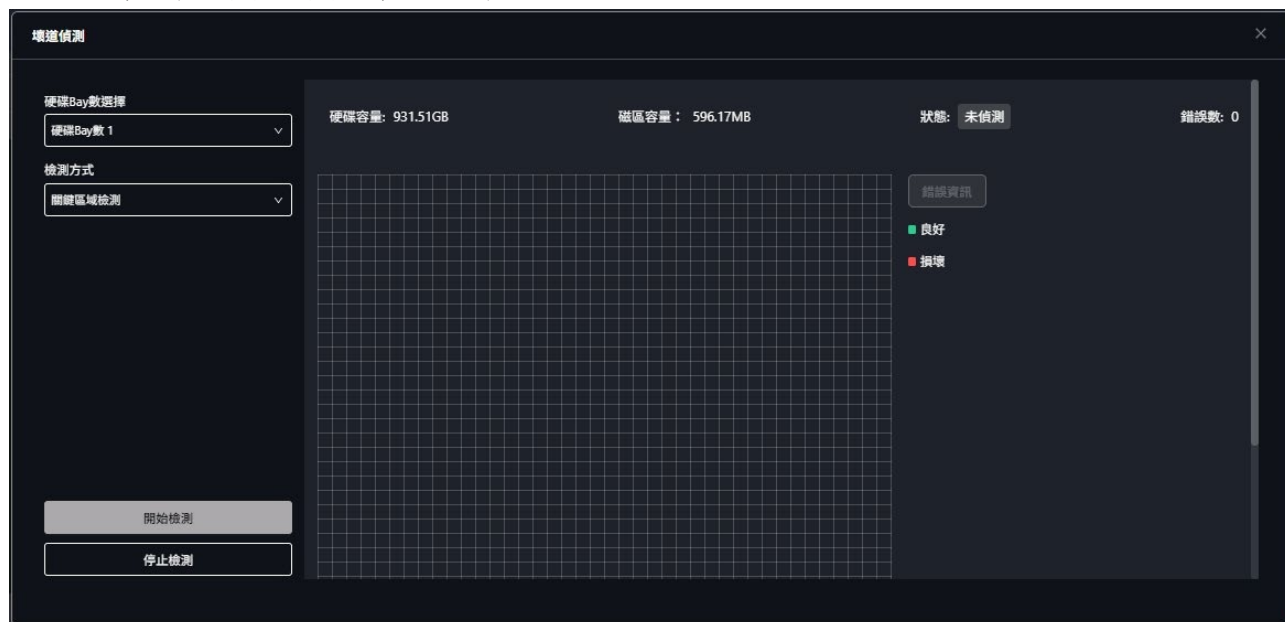 壞道偵測
硬碟Bay數選擇
硬碟Bay數 1
檢測方式
關鍵區域檢測
開始檢測
停止檢測
硬碟容量: 931.51GB
磁區容量： 596.17MB
狀態: 未偵測
錯誤數: 0
錯誤資訊
良好
損壞